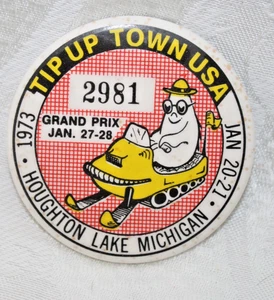 TIP UP TOWN USA
2981
GRAND PRIX
JAN. 27-28
1973 • HOUGHTON LAKE MICHIGAN • JAN 20-21